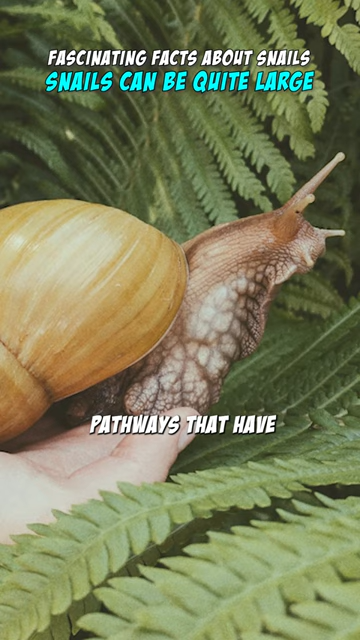 FASCINATING FACTS ABOUT SNAILS
SNAILS CAN BE QUITE LARGE
PATHWAYS THAT HAVE